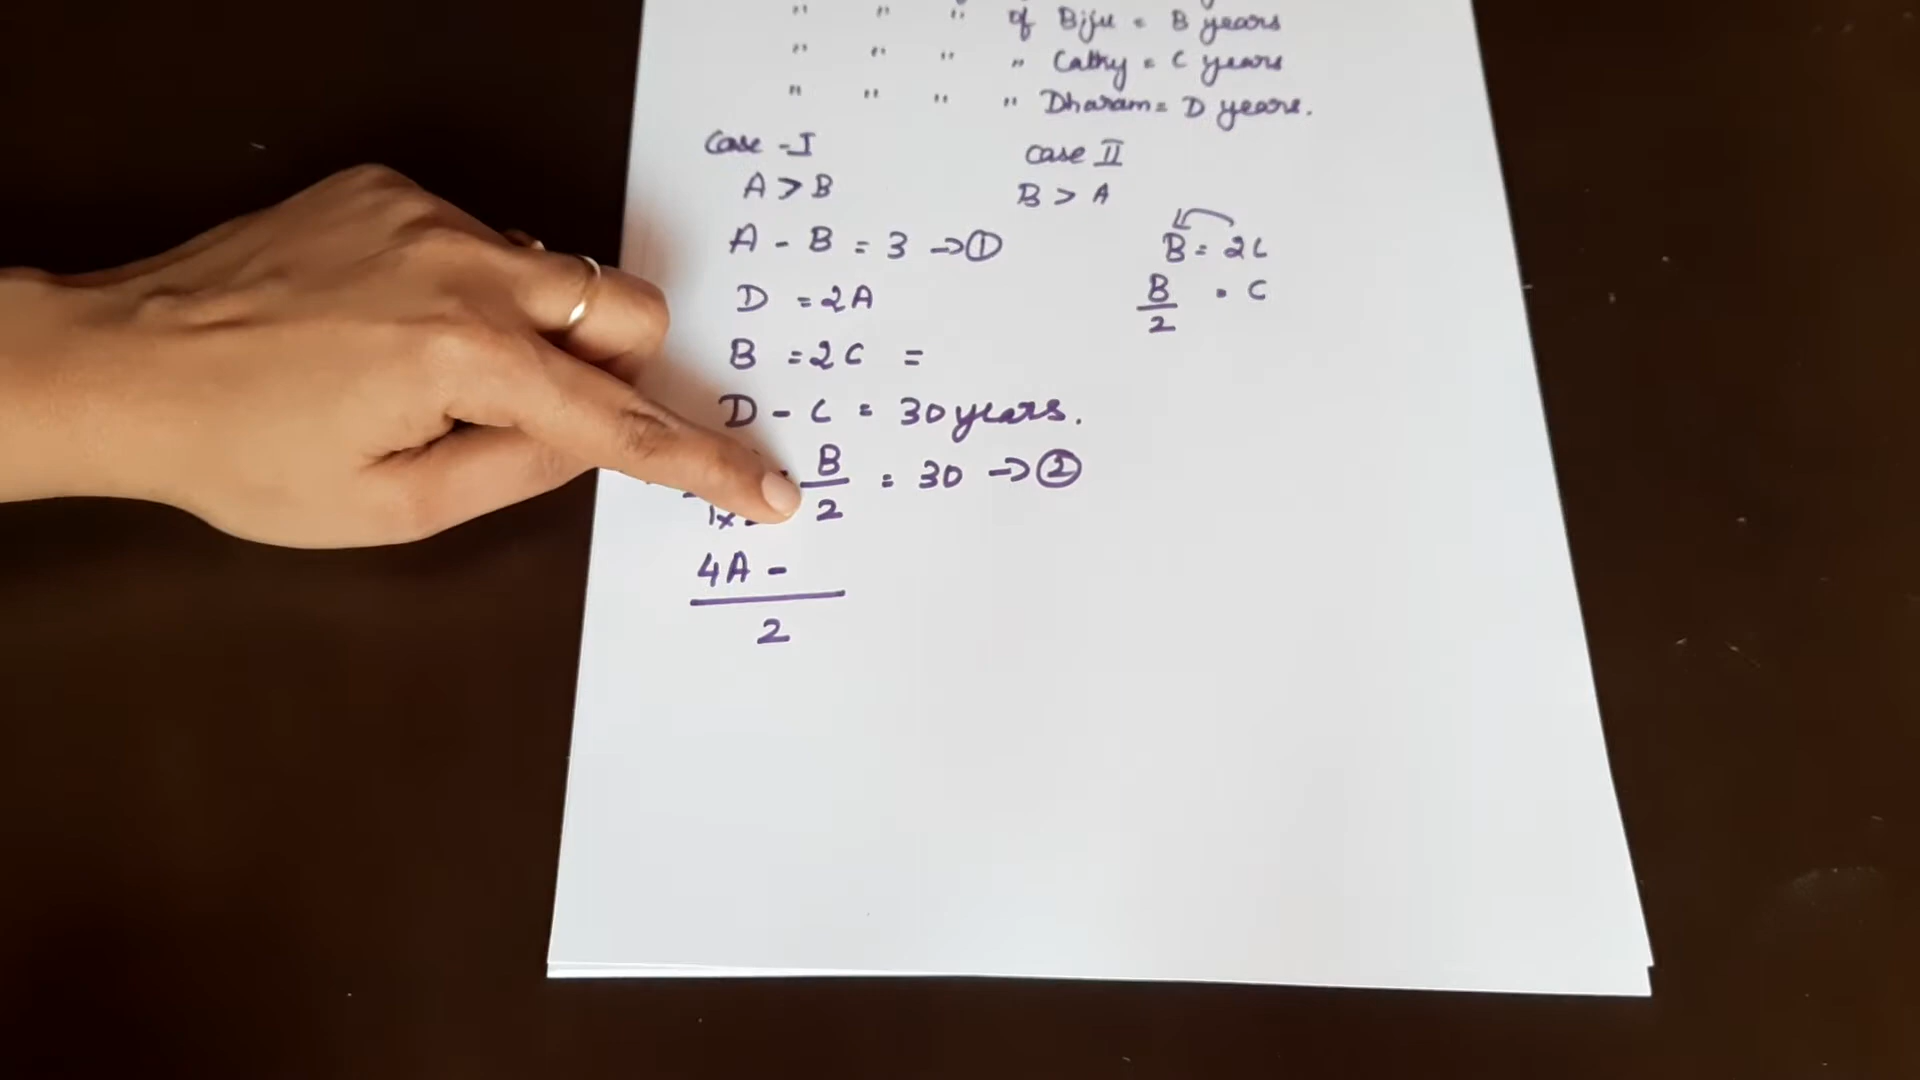 " " " of Biju = B years
" " " " Cathy = C years
" " " " Dharam = D years.
Case - I
A > B
A - B = 3 → ①
D = 2A
B = 2C =
D - C = 30 years.
B/2 = 30 → ②
1x2
4A -
2
Case II
B > A
B = 2C
B/2 = C